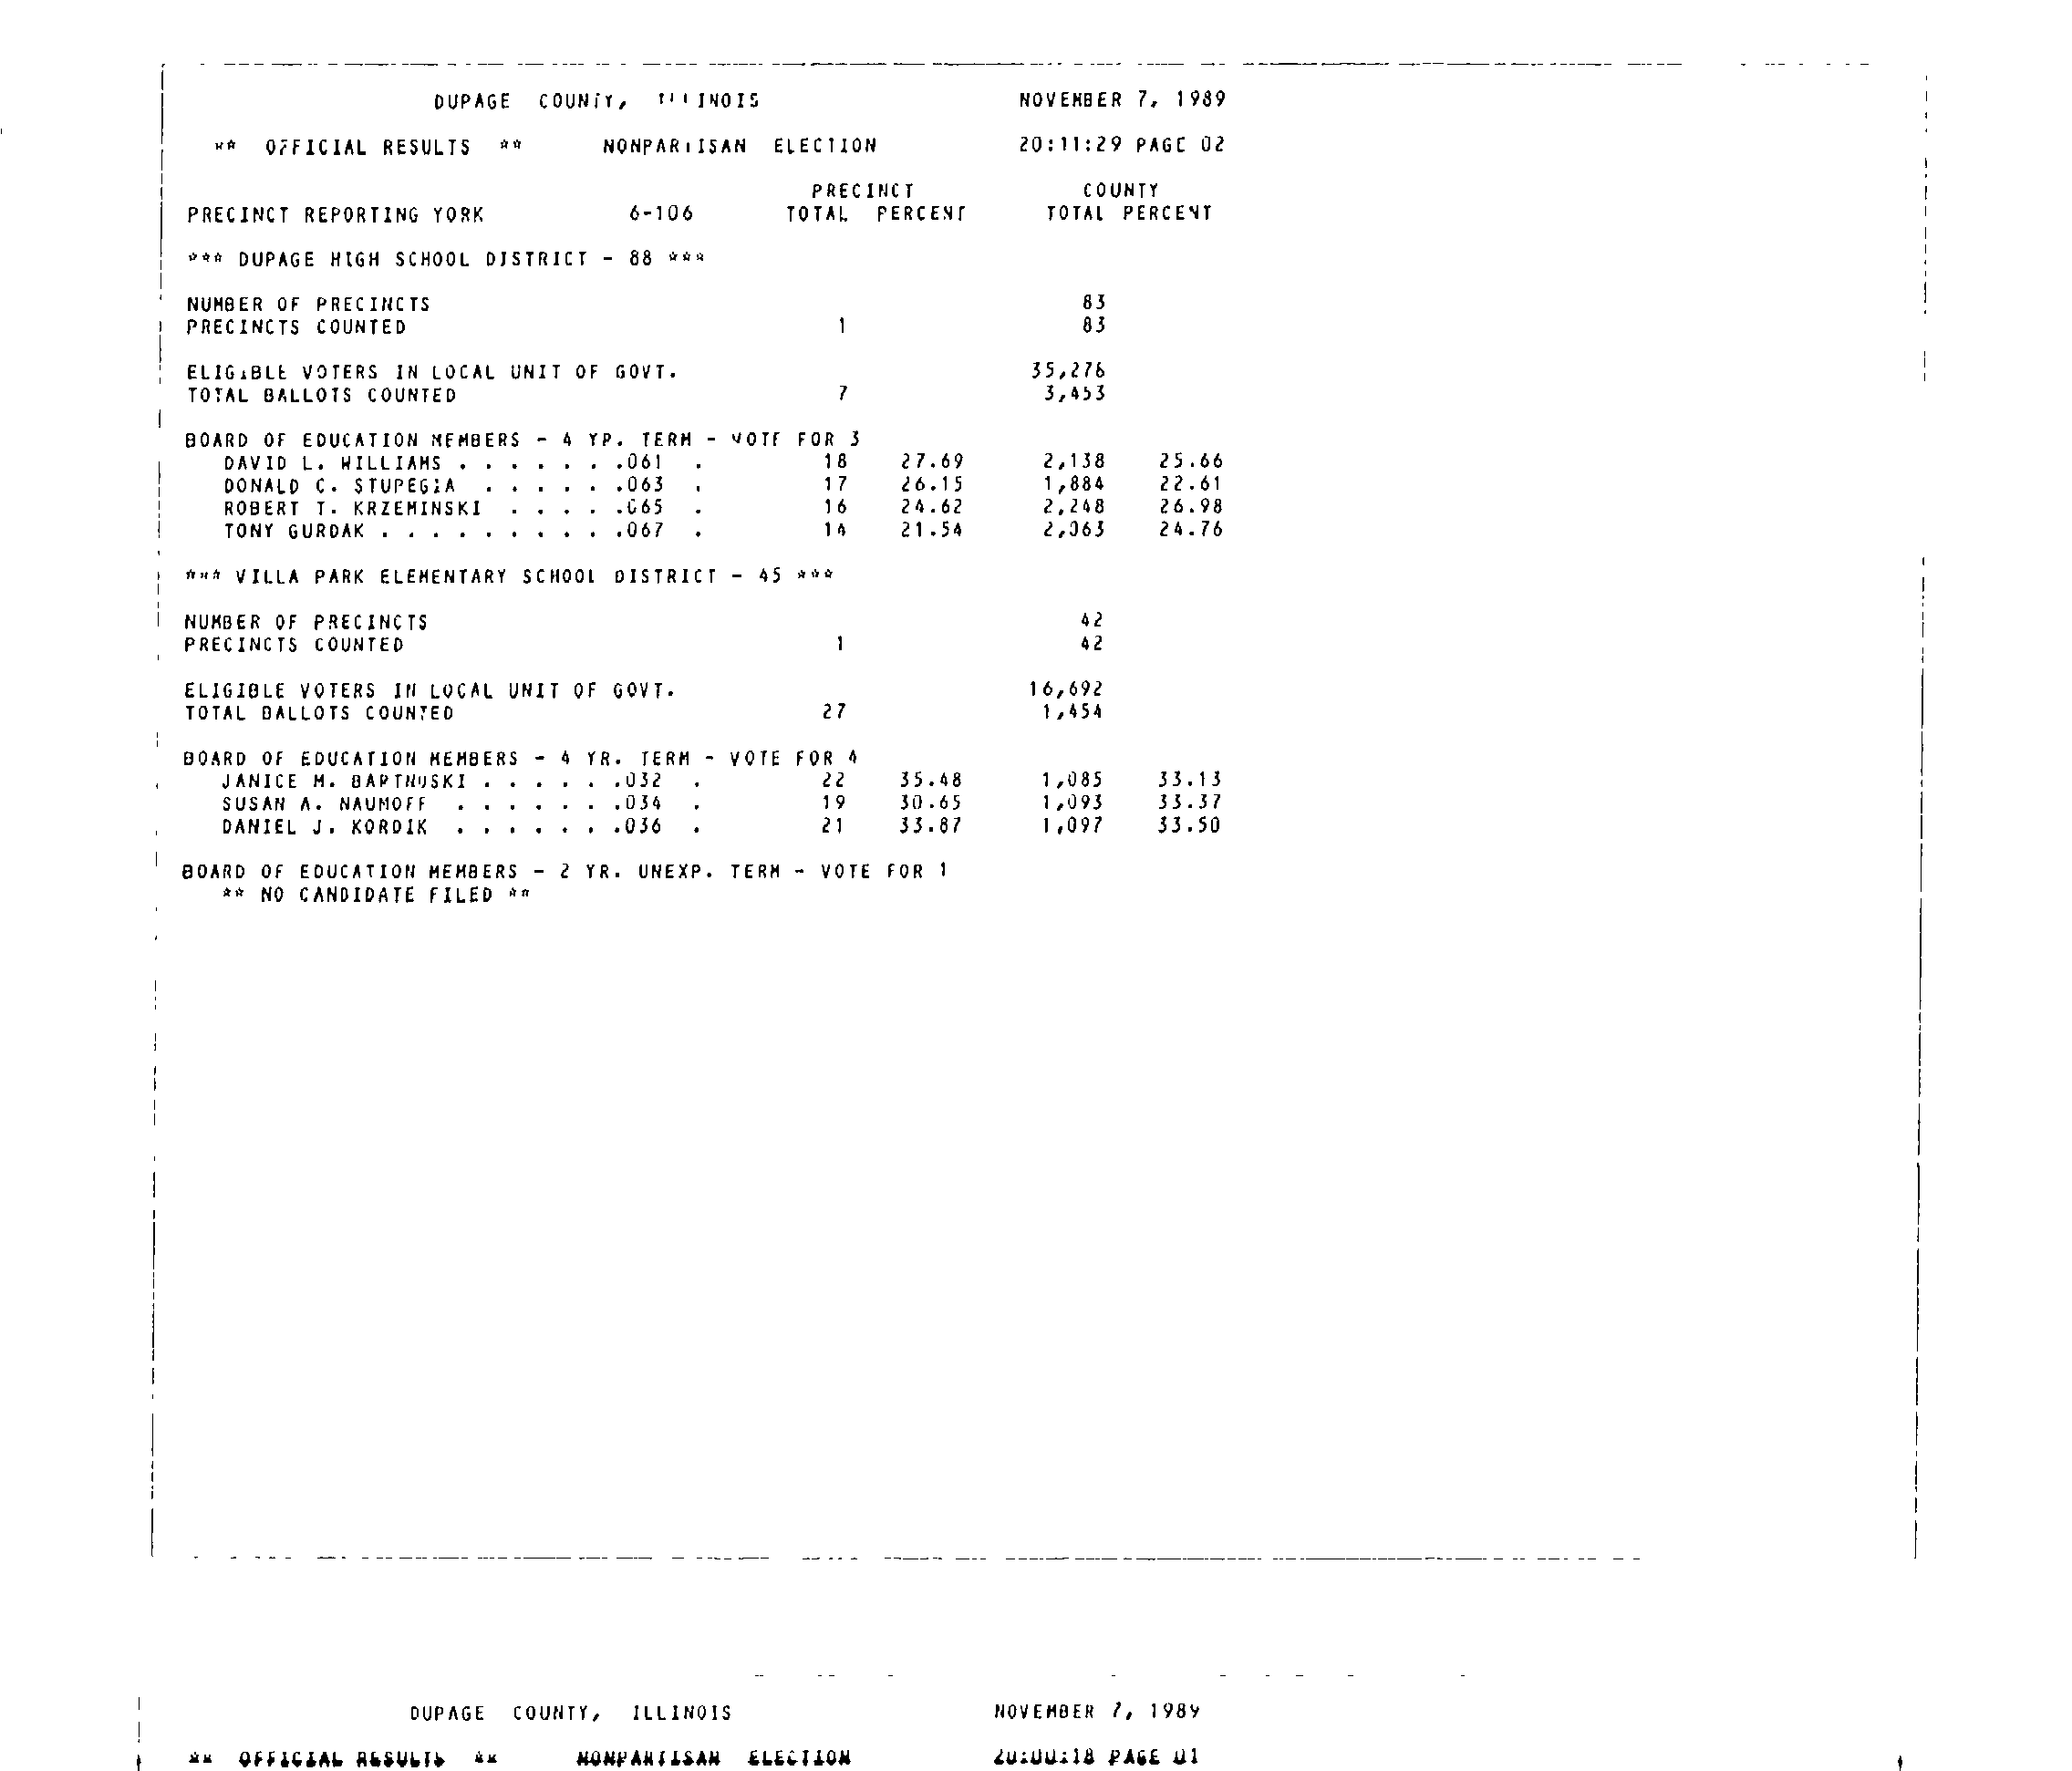 DUPAGE COUNTY, ILLINOIS NOVEMBER 7, 1989
** OFFICIAL RESULTS ** NONPARTISAN ELECTION 20:11:29 PAGE 02
PRECINCT COUNTY
PRECINCT REPORTING YORK 6-106 TOTAL PERCENT TOTAL PERCENT
*** DUPAGE HIGH SCHOOL DISTRICT - 88 ***
NUMBER OF PRECINCTS 83
PRECINCTS COUNTED 1 83
ELIGIBLE VOTERS IN LOCAL UNIT OF GOVT. 35,276
TOTAL BALLOTS COUNTED 7 3,453
BOARD OF EDUCATION MEMBERS - 4 YR. TERM - VOTE FOR 3
DAVID L. WILLIAMS . . . . . . .061 . 18 27.69 2,138 25.66
DONALD C. STUPEGIA . . . . . .063 . 17 26.15 1,884 22.61
ROBERT T. KRZEMINSKI . . . . .065 . 16 24.62 2,248 26.98
TONY GURDAK . . . . . . . . . .067 . 14 21.54 2,063 24.76
*** VILLA PARK ELEMENTARY SCHOOL DISTRICT - 45 ***
NUMBER OF PRECINCTS 42
PRECINCTS COUNTED 1 42
ELIGIBLE VOTERS IN LOCAL UNIT OF GOVT. 16,692
TOTAL BALLOTS COUNTED 27 1,454
BOARD OF EDUCATION MEMBERS - 4 YR. TERM - VOTE FOR 4
JANICE M. BARTNUSKI . . . . . .032 . 22 35.48 1,085 33.13
SUSAN A. NAUMOFF . . . . . . .034 . 19 30.65 1,093 33.37
DANIEL J. KORDIK . . . . . . .036 . 21 33.87 1,097 33.50
BOARD OF EDUCATION MEMBERS - 2 YR. UNEXP. TERM - VOTE FOR 1
** NO CANDIDATE FILED **
DUPAGE COUNTY, ILLINOIS NOVEMBER 7, 1989
** OFFICIAL RESULTS ** NONPARTISAN ELECTION 20:00:18 PAGE 01